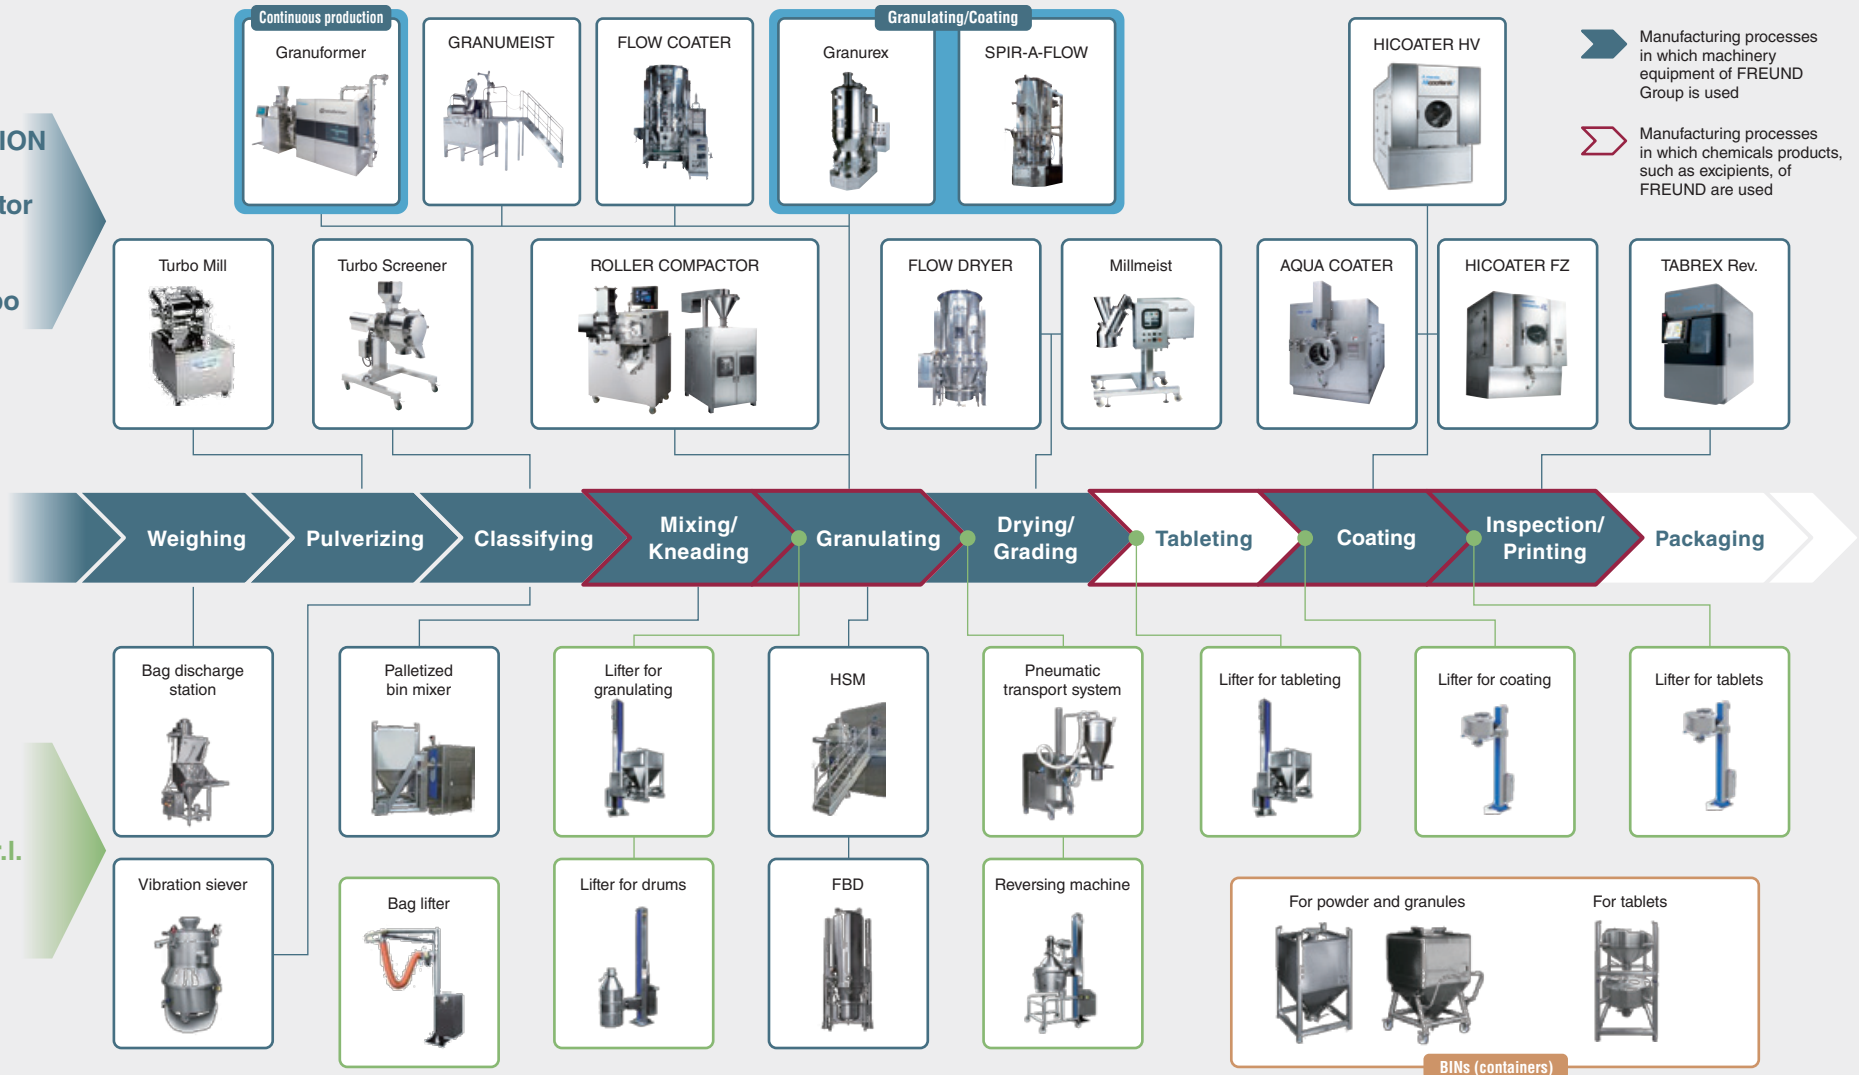 Continuous production
Granulating/Coating
Granuformer
GRANUMEIST
FLOW COATER
Granurex
SPIR-A-FLOW
HICOATER HV
Manufacturing processes
in which machinery
equipment of FREUND
Group is used
Manufacturing processes
in which chemicals products,
such as excipients, of
FREUND are used
ION
tor
oo
Turbo Mill
Turbo Screener
ROLLER COMPACTOR
FLOW DRYER
Millmeist
AQUA COATER
HICOATER FZ
TABREX Rev.
Weighing
Pulverizing
Classifying
Mixing/
Kneading
Granulating
Drying/
Grading
Tableting
Coating
Inspection/
Printing
Packaging
Bag discharge
station
Palletized
bin mixer
Lifter for
granulating
HSM
Pneumatic
transport system
Lifter for tableting
Lifter for coating
Lifter for tablets
r.l.
Vibration siever
Bag lifter
Lifter for drums
FBD
Reversing machine
For powder and granules
For tablets
BINs (containers)